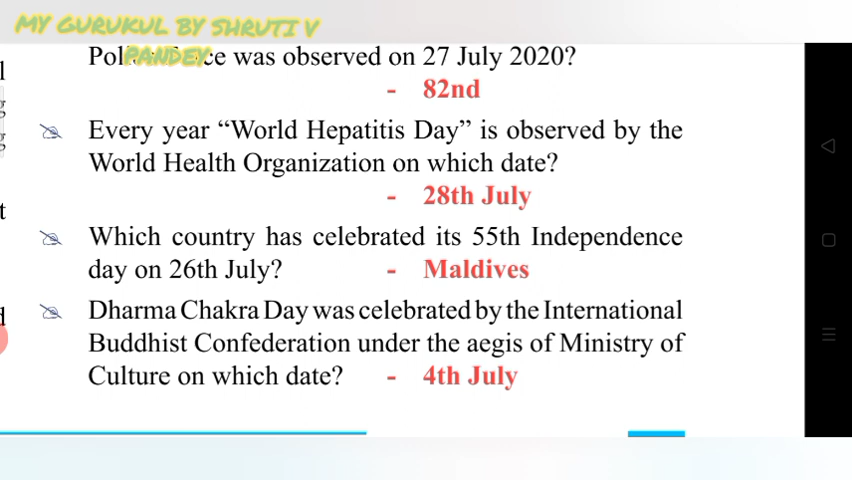 MY GURUKUL BY SHRUTI V
PANDEY
was observed on 27 July 2020?
- 82nd
Every year “World Hepatitis Day” is observed by the
World Health Organization on which date?
- 28th July
Which country has celebrated its 55th Independence
day on 26th July? - Maldives
Dharma Chakra Day was celebrated by the International
Buddhist Confederation under the aegis of Ministry of
Culture on which date? - 4th July